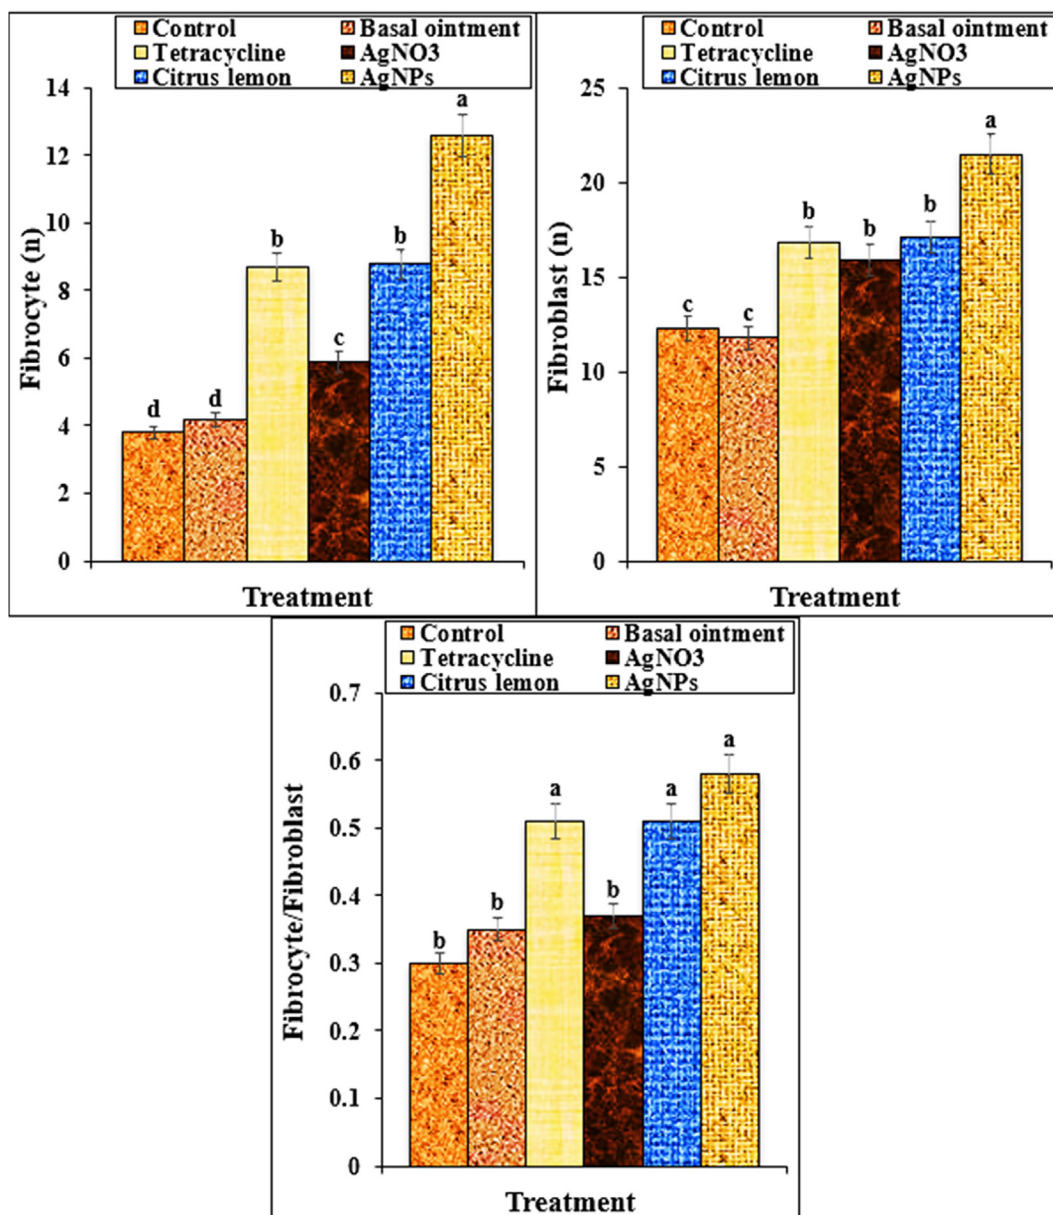 Control Basal ointment
Tetracycline AgNO3
Citrus lemon AgNPs
14
12
10
8
6
4
2
0
Fibrocyte (n)
d d b c b a
Treatment
Control Basal ointment
Tetracycline AgNO3
Citrus lemon AgNPs
25
20
15
10
5
0
Fibroblast (n)
c c b b b a
Treatment
Control Basal ointment
Tetracycline AgNO3
Citrus lemon AgNPs
0.7
0.6
0.5
0.4
0.3
0.2
0.1
0
Fibrocyte/Fibroblast
b b a b a a
Treatment